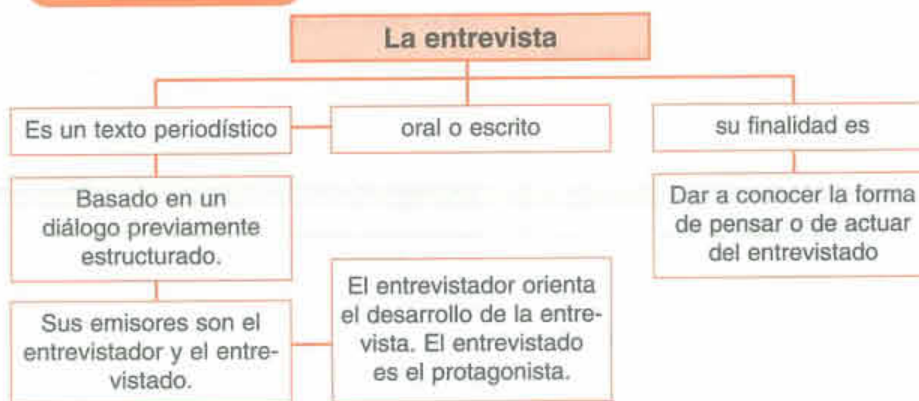 La entrevista
Es un texto periodístico
oral o escrito
su finalidad es
Basado en un
diálogo previamente
estructurado.
Dar a conocer la forma
de pensar o de actuar
del entrevistado
Sus emisores son el
entrevistador y el entre-
vistado.
El entrevistador orienta
el desarrollo de la entre-
vista. El entrevistado
es el protagonista.